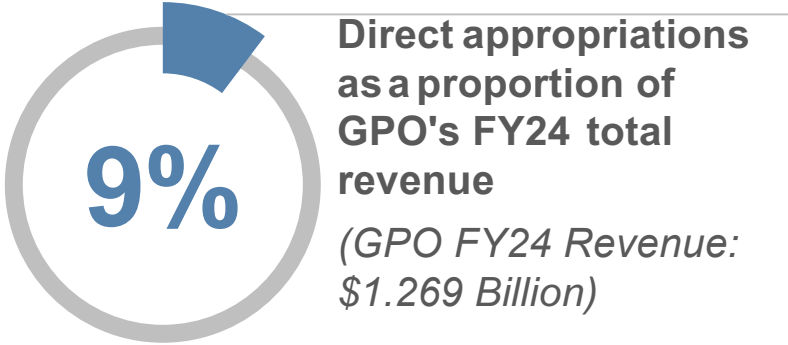 9%
Direct appropriations
as a proportion of
GPO's FY24 total
revenue
(GPO FY24 Revenue:
$1.269 Billion)